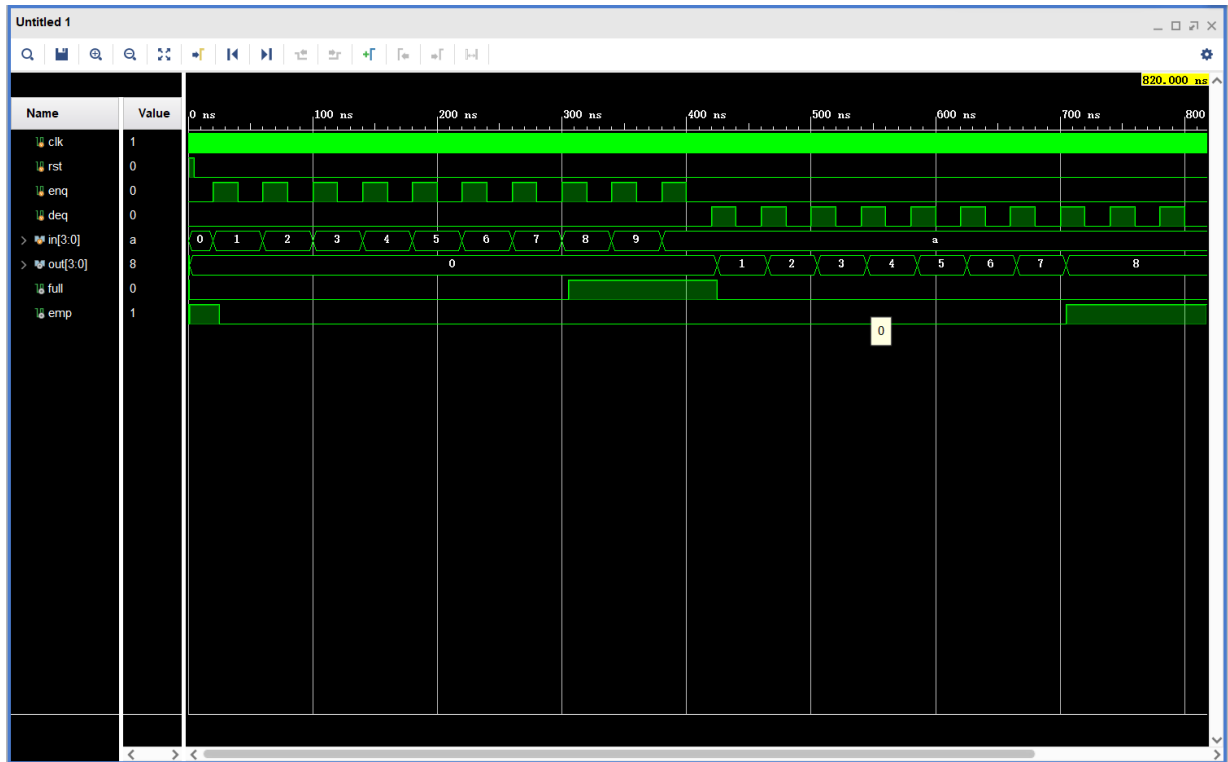 Untitled 1
820.000 ns
Name Value 0 ns 100 ns 200 ns 300 ns 400 ns 500 ns 600 ns 700 ns 800
clk 1
rst 0
enq 0
deq 0
in[3:0] a 0 1 2 3 4 5 6 7 8 9 a
out[3:0] 8 0 1 2 3 4 5 6 7 8
full 0
emp 1
0